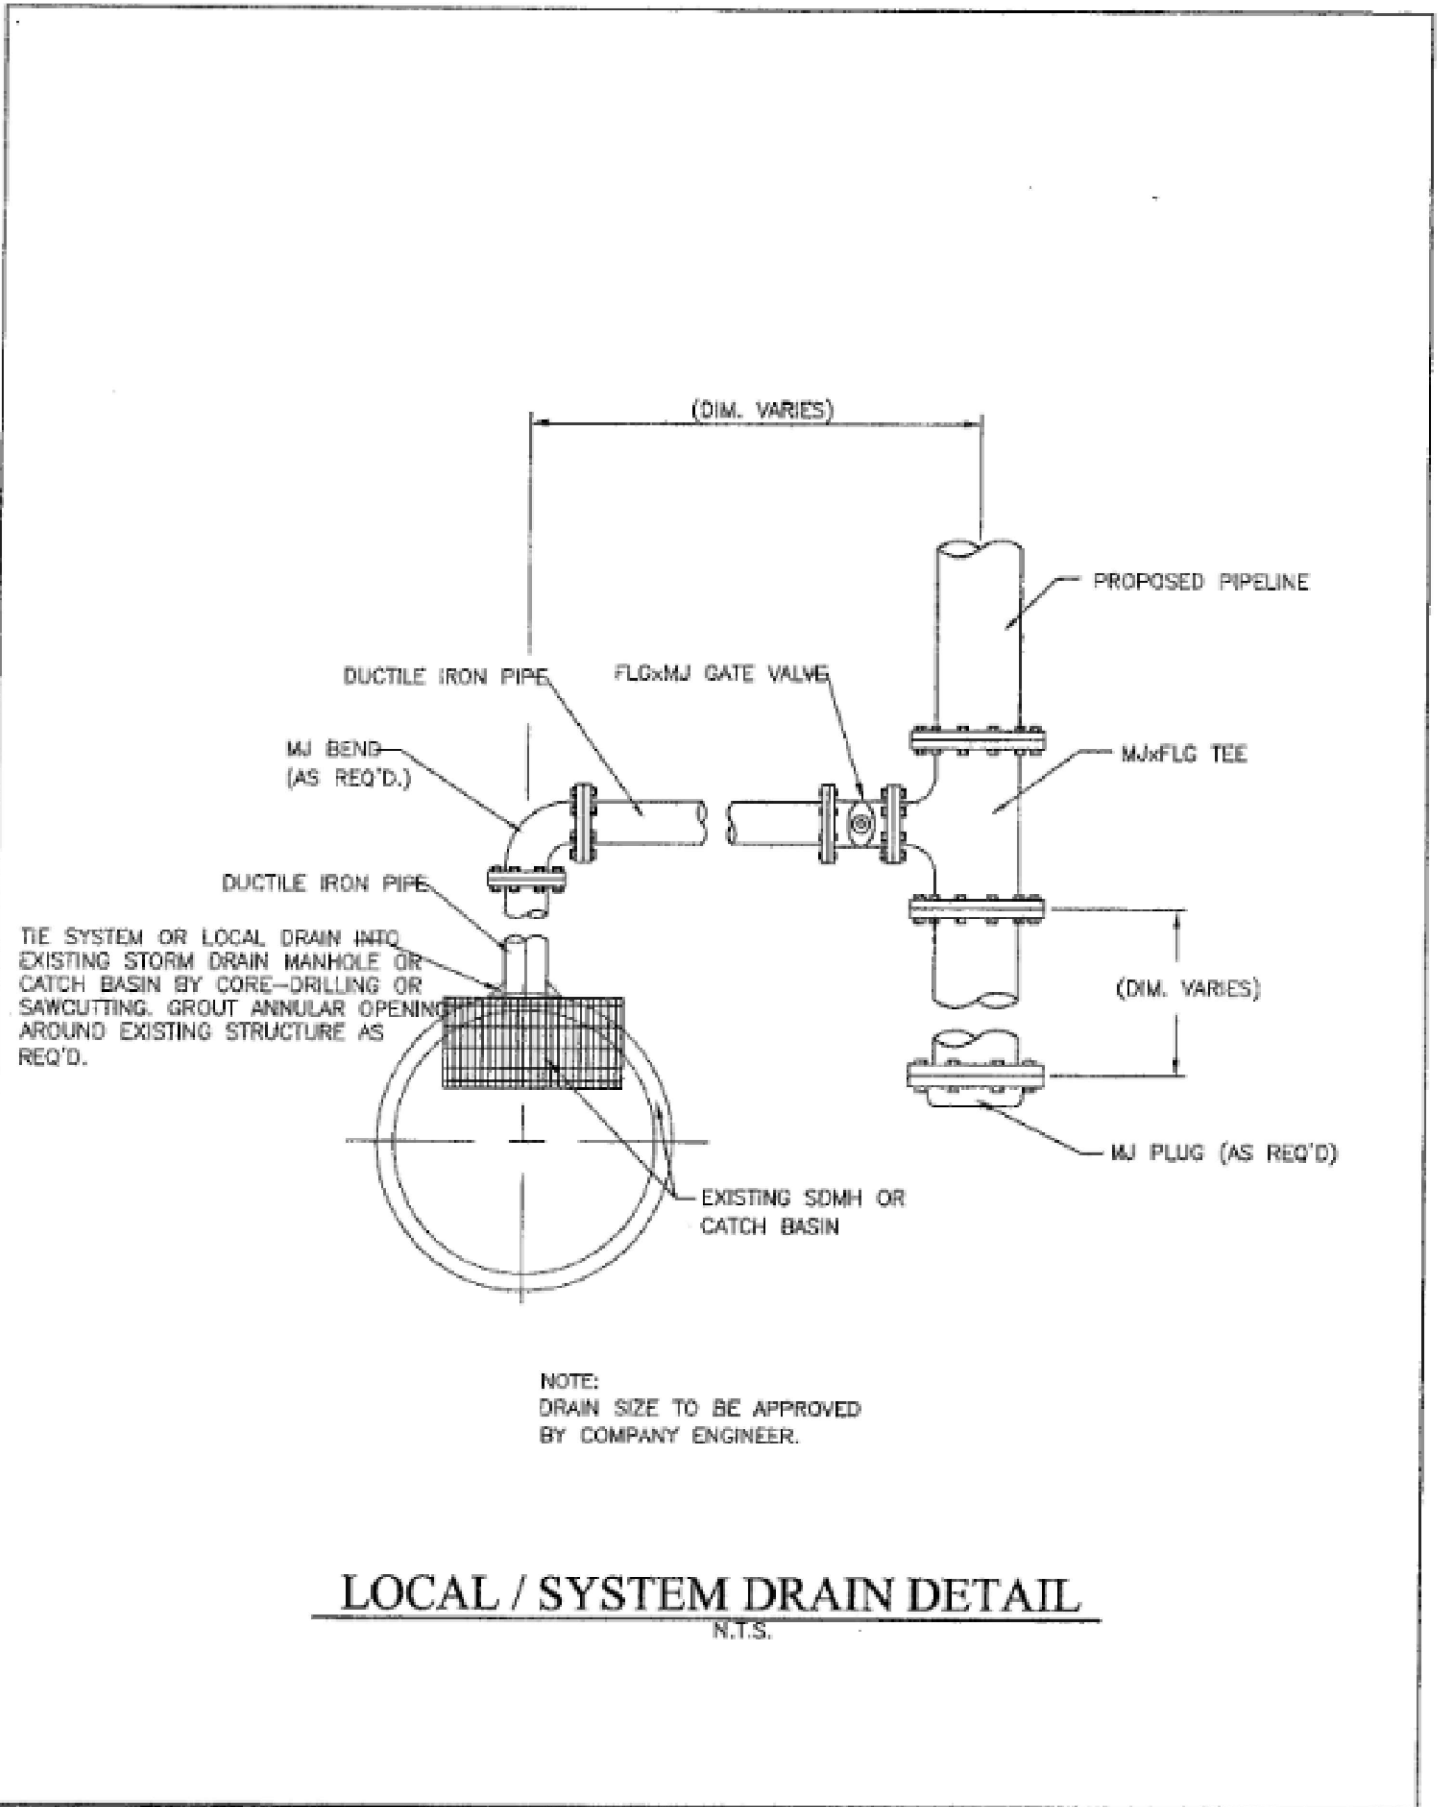 (DIM. VARIES)
PROPOSED PIPELINE
DUCTILE IRON PIPE
FLGxMJ GATE VALVE
MJ BEND
(AS REQ'D.)
MJxFLG TEE
DUCTILE IRON PIPE
TIE SYSTEM OR LOCAL DRAIN INTO
EXISTING STORM DRAIN MANHOLE OR
CATCH BASIN BY CORE-DRILLING OR
SAWCUTTING. GROUT ANNULAR OPENING
AROUND EXISTING STRUCTURE AS
REQ'D.
(DIM. VARIES)
MJ PLUG (AS REQ'D)
EXISTING SDMH OR
CATCH BASIN
NOTE:
DRAIN SIZE TO BE APPROVED
BY COMPANY ENGINEER.
LOCAL / SYSTEM DRAIN DETAIL
N.T.S.